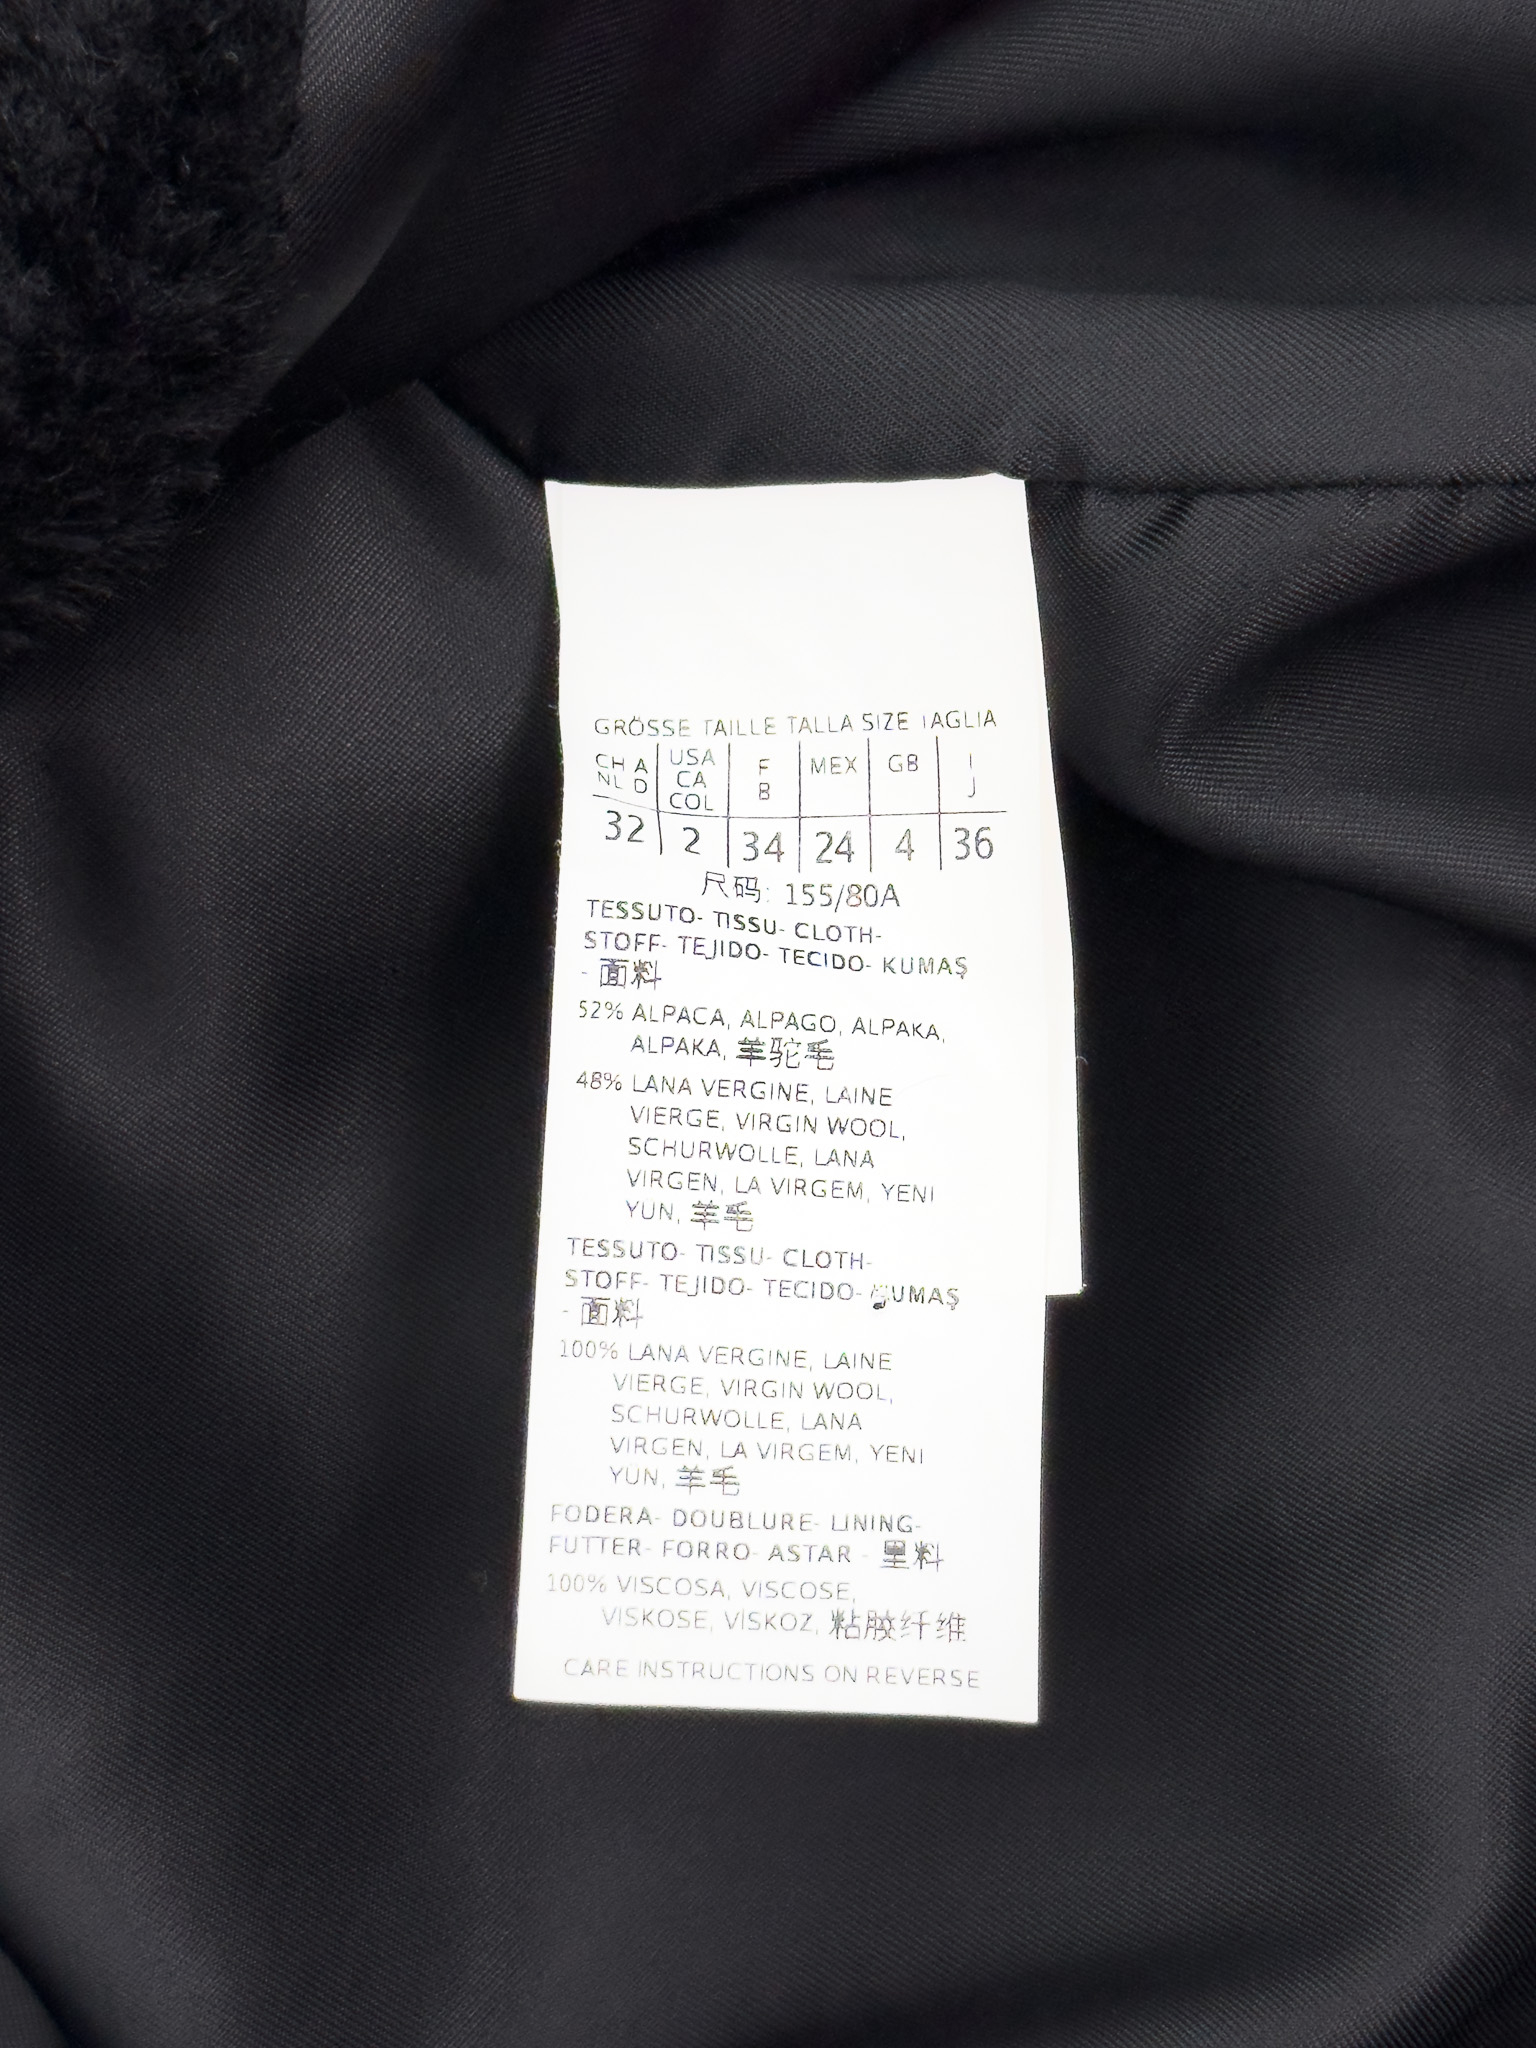 GRÖSSE TAILLE TALLA SIZE TAGLIA
CH A USA F MEX GB I
NL D CA B J
COL
32 2 34 24 4 36
尺码: 155/80A
TESSUTO- TISSU- CLOTH-
STOFF- TEJIDO- TECIDO- KUMAŞ
- 面料
52% ALPACA, ALPAGO, ALPAKA,
ALPAKA, 羊驼毛
48% LANA VERGINE, LAINE
VIERGE, VIRGIN WOOL,
SCHURWOLLE, LANA
VIRGEN, LA VIRGEM, YENI
YÜN, 羊毛
TESSUTO- TISSU- CLOTH-
STOFF- TEJIDO- TECIDO- KUMAŞ
- 面料
100% LANA VERGINE, LAINE
VIERGE, VIRGIN WOOL,
SCHURWOLLE, LANA
VIRGEN, LA VIRGEM, YENI
YÜN, 羊毛
FODERA- DOUBLURE- LINING-
FUTTER- FORRO- ASTAR - 里料
100% VISCOSA, VISCOSE,
VISKOSE, VISKOZ, 粘胶纤维
CARE INSTRUCTIONS ON REVERSE